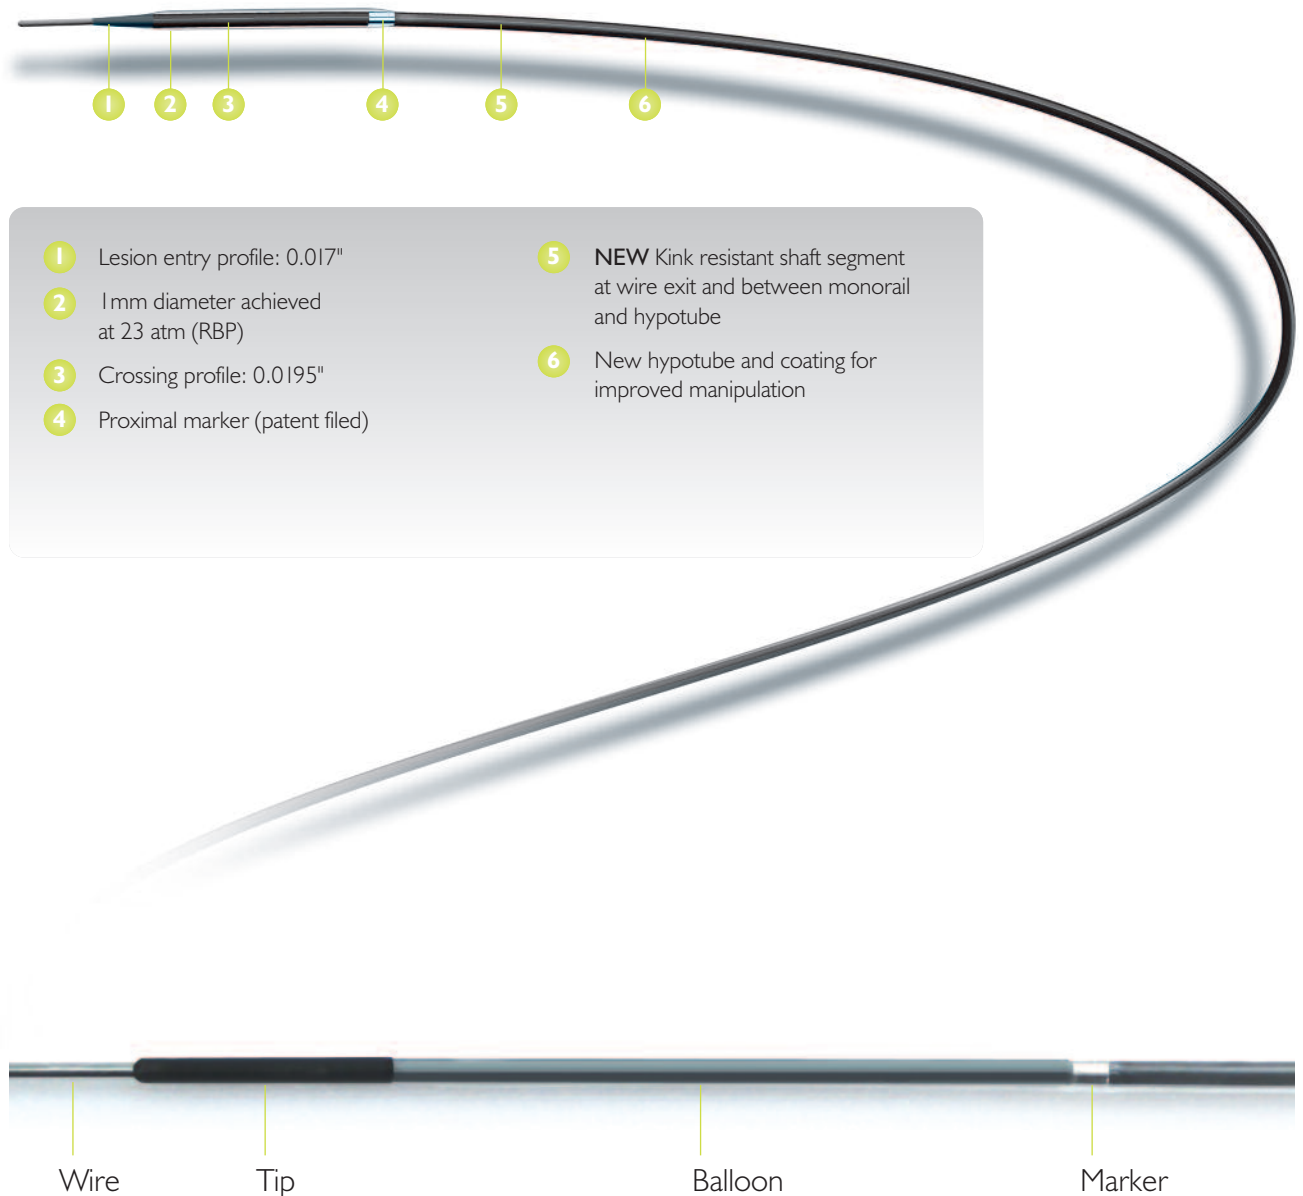 1 2 3 4 5 6
1 Lesion entry profile: 0.017"
2 1mm diameter achieved
at 23 atm (RBP)
3 Crossing profile: 0.0195"
4 Proximal marker (patent filed)
5 NEW Kink resistant shaft segment
at wire exit and between monorail
and hypotube
6 New hypotube and coating for
improved manipulation
Wire Tip Balloon Marker